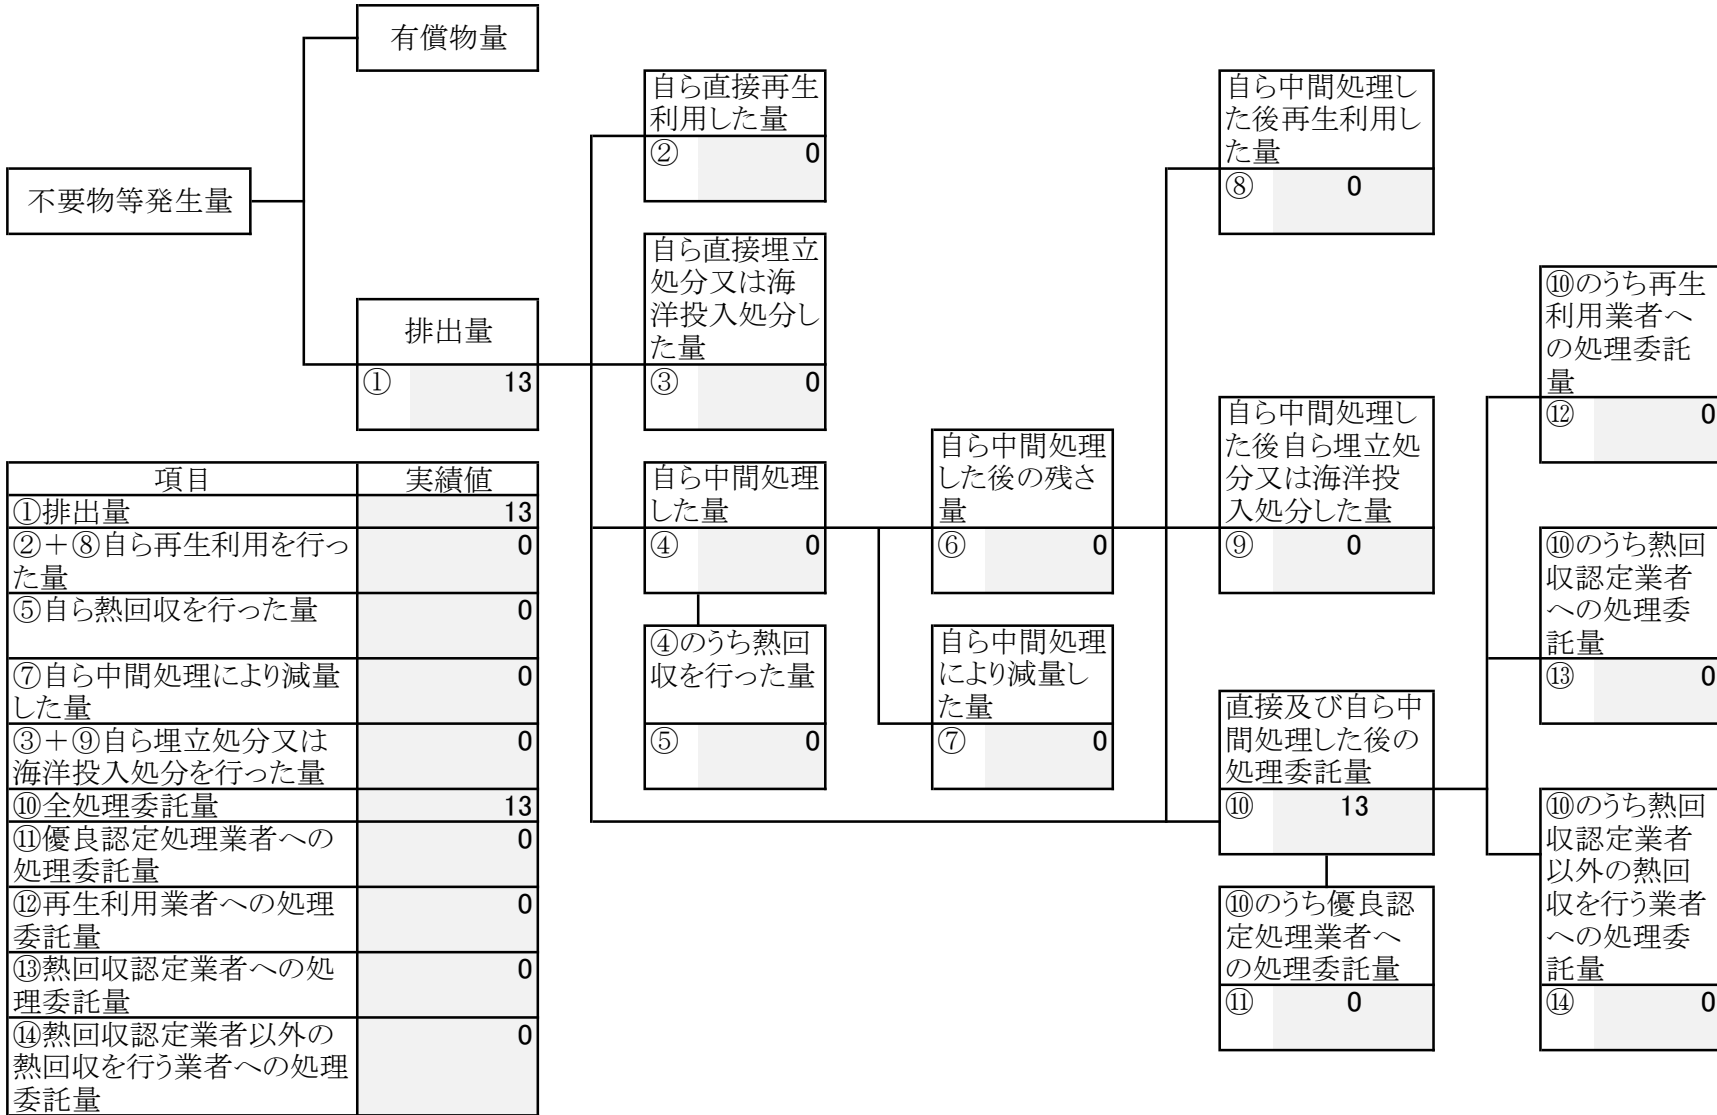 有償物量
不要物等発生量
排出量
① 13
自ら直接再生
利用した量
② 0
自ら直接埋立
処分又は海
洋投入処分し
た量
③ 0
自ら中間処理
した量
④ 0
④のうち熱回
収を行った量
⑤ 0
自ら中間処理
した後の残さ
量
⑥ 0
自ら中間処理
により減量し
た量
⑦ 0
自ら中間処理し
た後再生利用し
た量
⑧ 0
自ら中間処理し
た後自ら埋立処
分又は海洋投
入処分した量
⑨ 0
直接及び自ら中
間処理した後の
処理委託量
⑩ 13
⑩のうち優良認
定処理業者へ
の処理委託量
⑪ 0
⑩のうち再生
利用業者へ
の処理委託
量
⑫ 0
⑩のうち熱回
収認定業者
への処理委
託量
⑬ 0
⑩のうち熱回
収認定業者
以外の熱回
収を行う業者
への処理委
託量
⑭ 0
項目 実績値
①排出量 13
②＋⑧自ら再生利用を行っ 0
た量
⑤自ら熱回収を行った量 0
⑦自ら中間処理により減量 0
した量
③＋⑨自ら埋立処分又は 0
海洋投入処分を行った量
⑩全処理委託量 13
⑪優良認定処理業者への 0
処理委託量
⑫再生利用業者への処理 0
委託量
⑬熱回収認定業者への処 0
理委託量
⑭熱回収認定業者以外の 0
熱回収を行う業者への処理
委託量